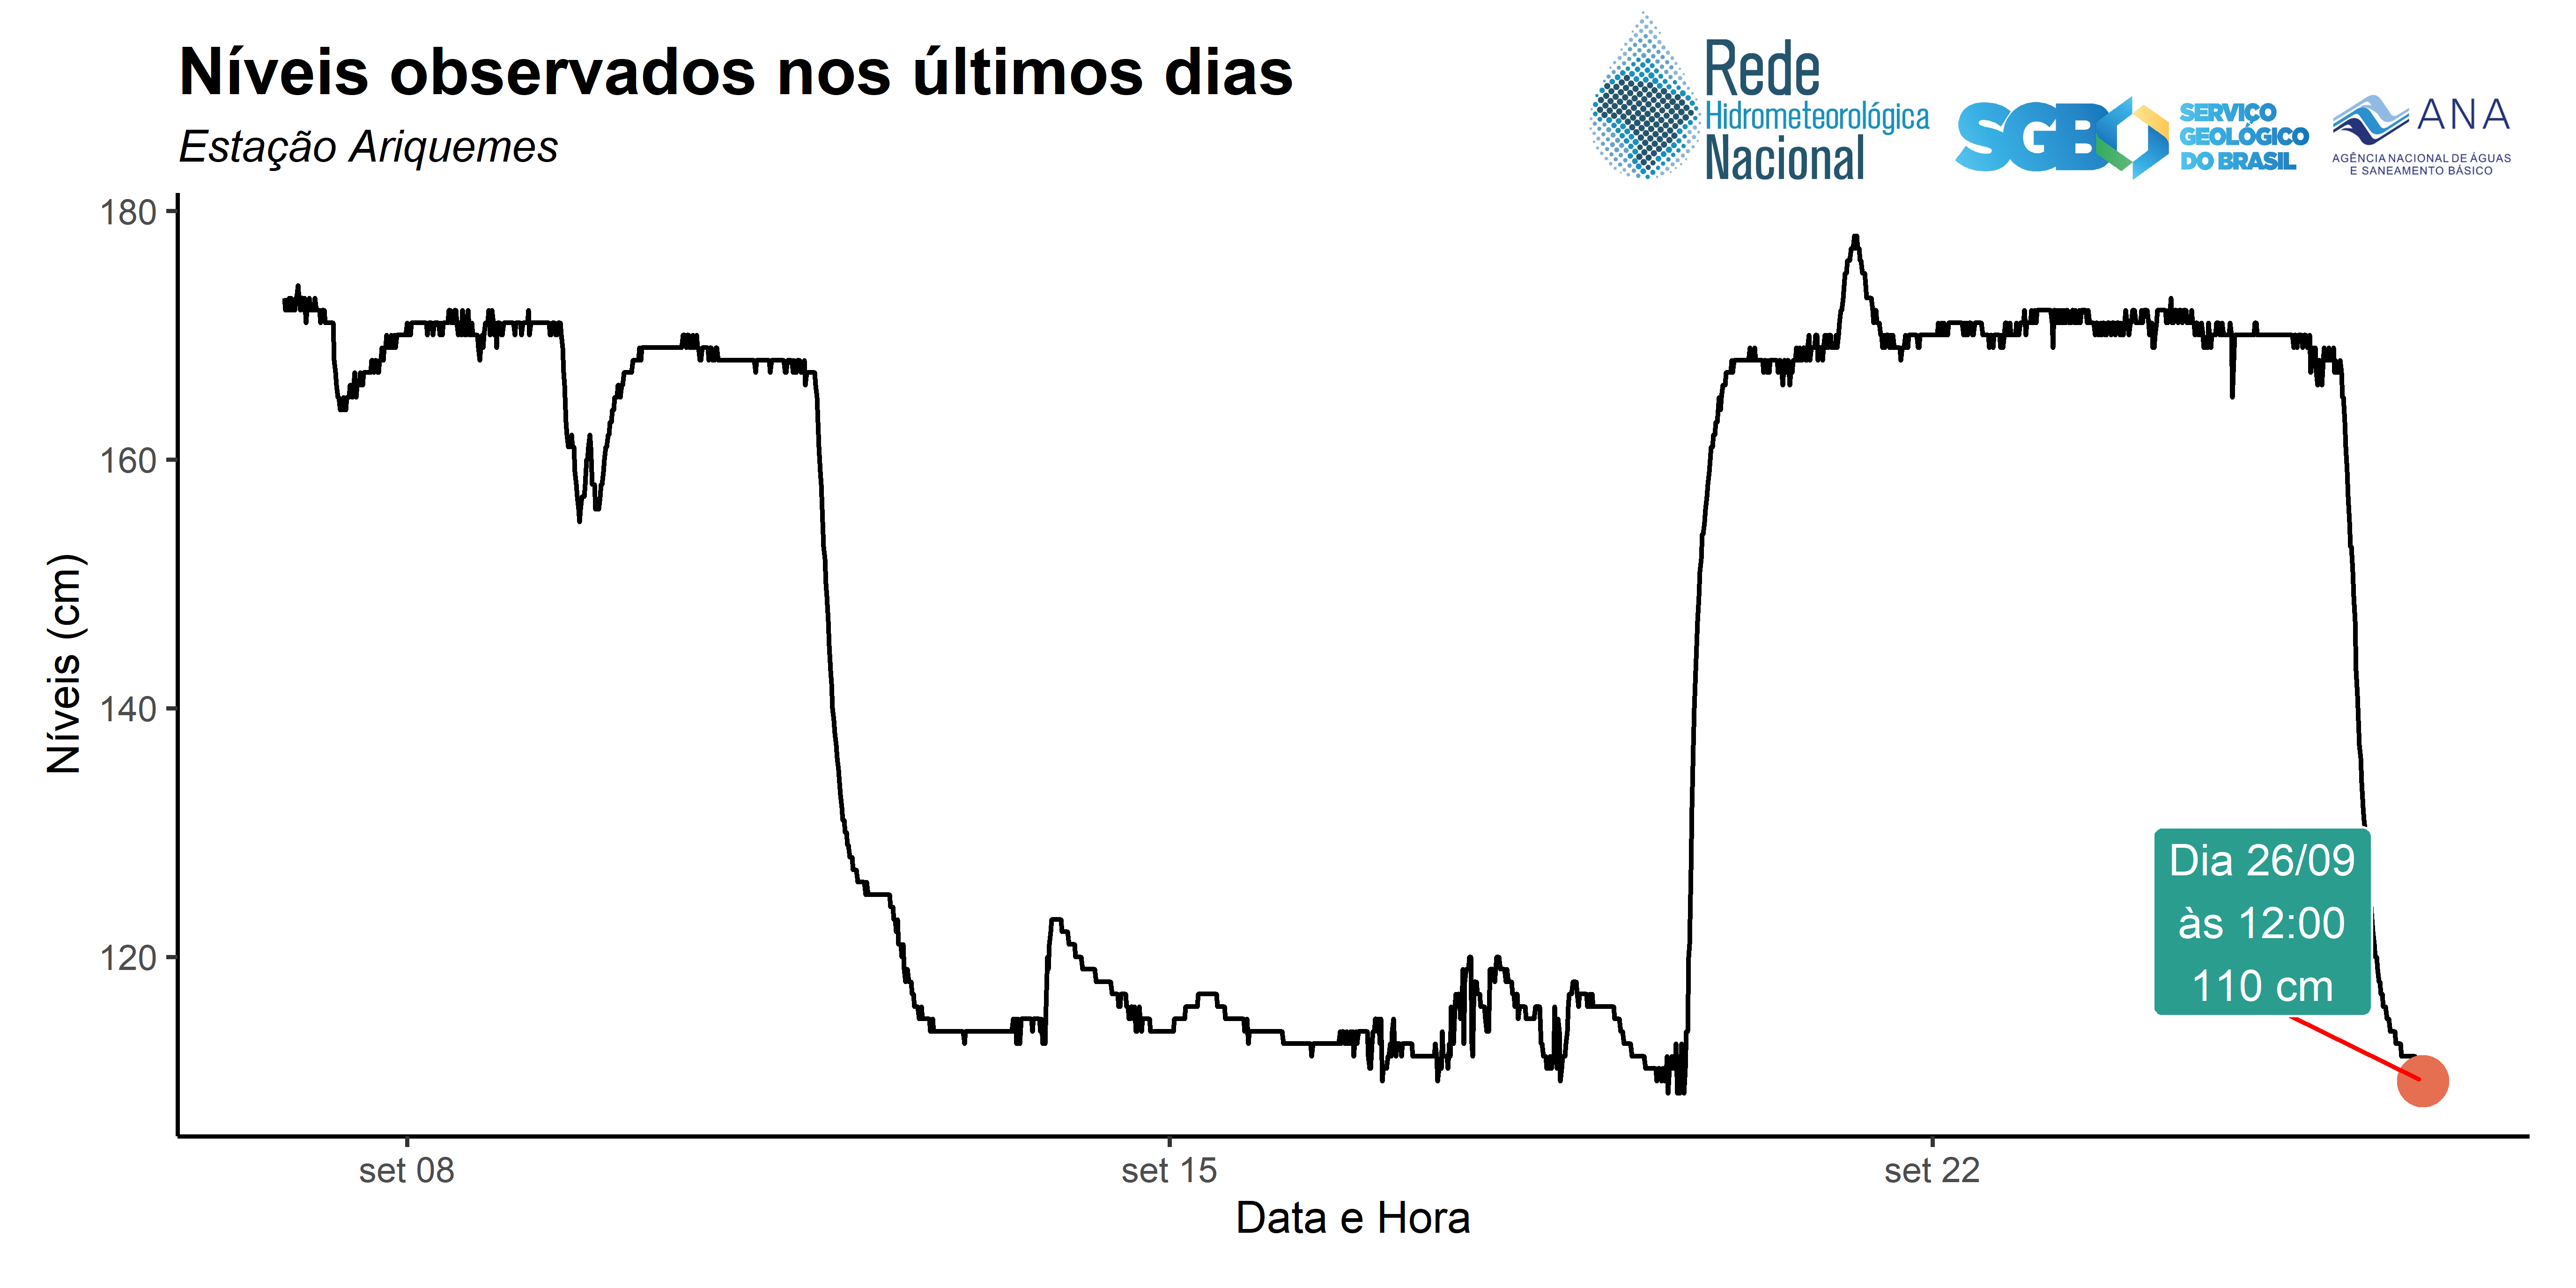 Níveis observados nos últimos dias
Estação Ariquemes
Rede
Hidrometeorológica
Nacional
SGB
SERVIÇO
GEOLÓGICO
DO BRASIL
ANA
AGÊNCIA NACIONAL DE ÁGUAS
E SANEAMENTO BÁSICO
Níveis (cm)
180
160
140
120
Dia 26/09
às 12:00
110 cm
set 08
set 15
set 22
Data e Hora